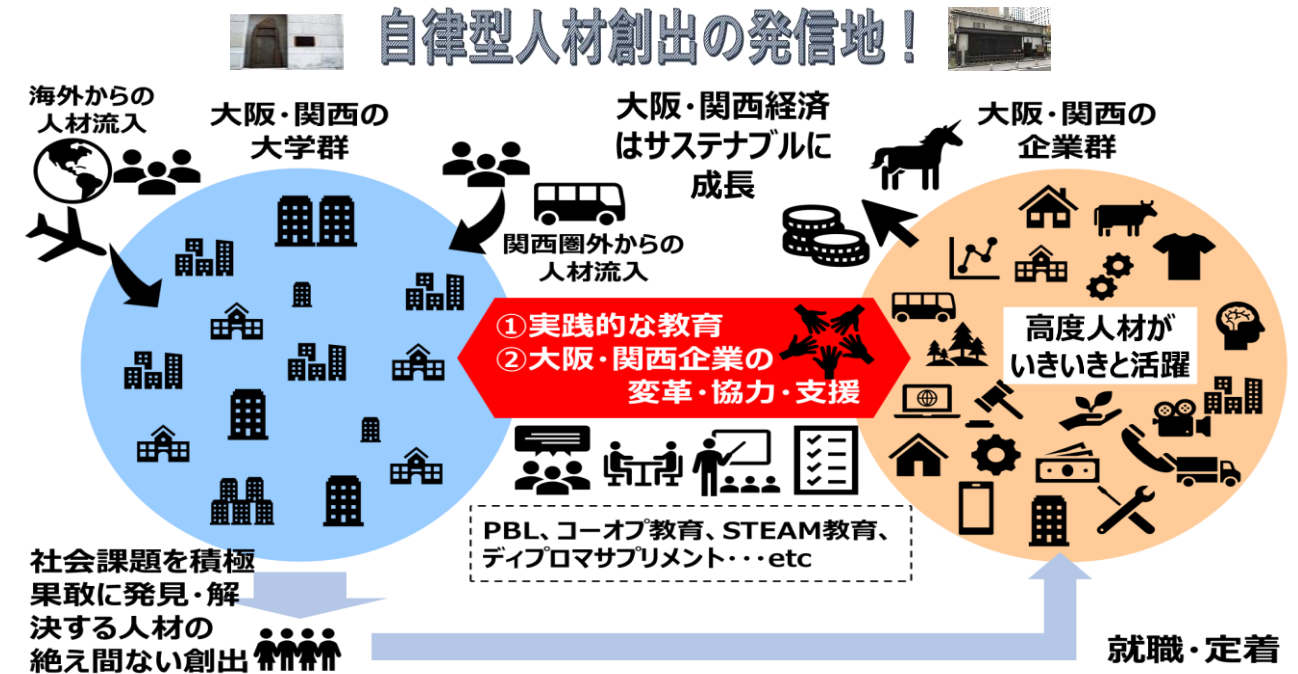 自律型人材創出の発信地！
海外からの
人材流入
大阪・関西の
大学群
大阪・関西経済
はサステナブルに
成長
大阪・関西の
企業群
関西圏外からの
人材流入
①実践的な教育
②大阪・関西企業の
変革・協力・支援
高度人材が
いきいきと活躍
PBL、コーオプ教育、STEAM教育、
ディプロマサプリメント・・・etc
社会課題を積極
果敢に発見・解
決する人材の
絶え間ない創出
就職・定着